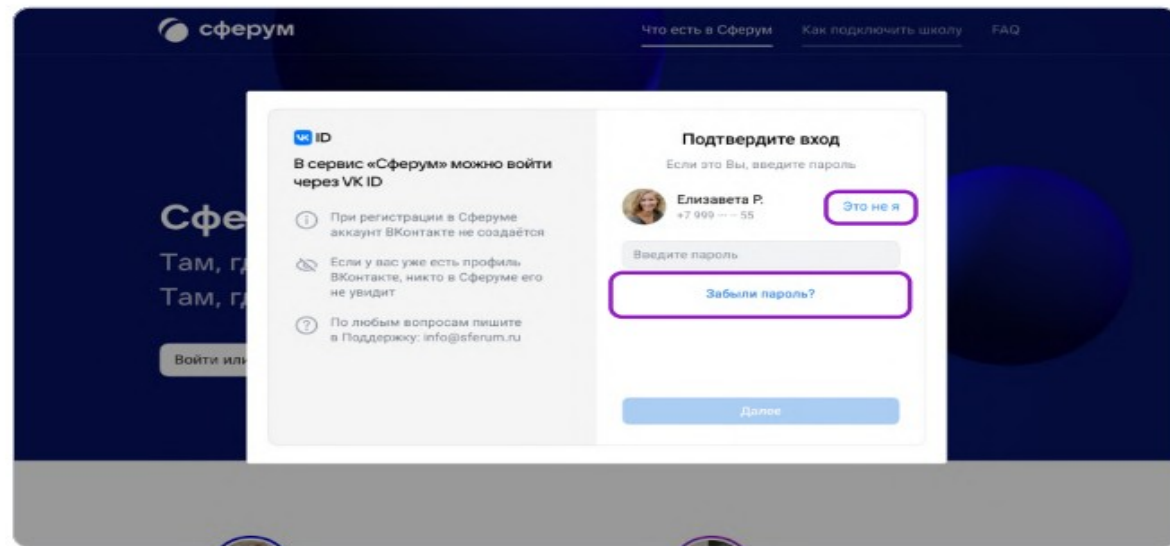 сферум
Что есть в Сферум
Как подключить школу
FAQ
VK ID
В сервис «Сферум» можно войти
через VK ID
При регистрации в Сферуме
аккаунт ВКонтакте не создаётся
Если у вас уже есть профиль
ВКонтакте, никто в Сферуме его
не увидит
По любым вопросам пишите
в Поддержку: info@sferum.ru
Подтвердите вход
Если это Вы, введите пароль
Елизавета Р.
+7 999 ·· ·· 55
Это не я
Введите пароль
Забыли пароль?
Далее
Сфе
Там, г
Там, г
Войти или